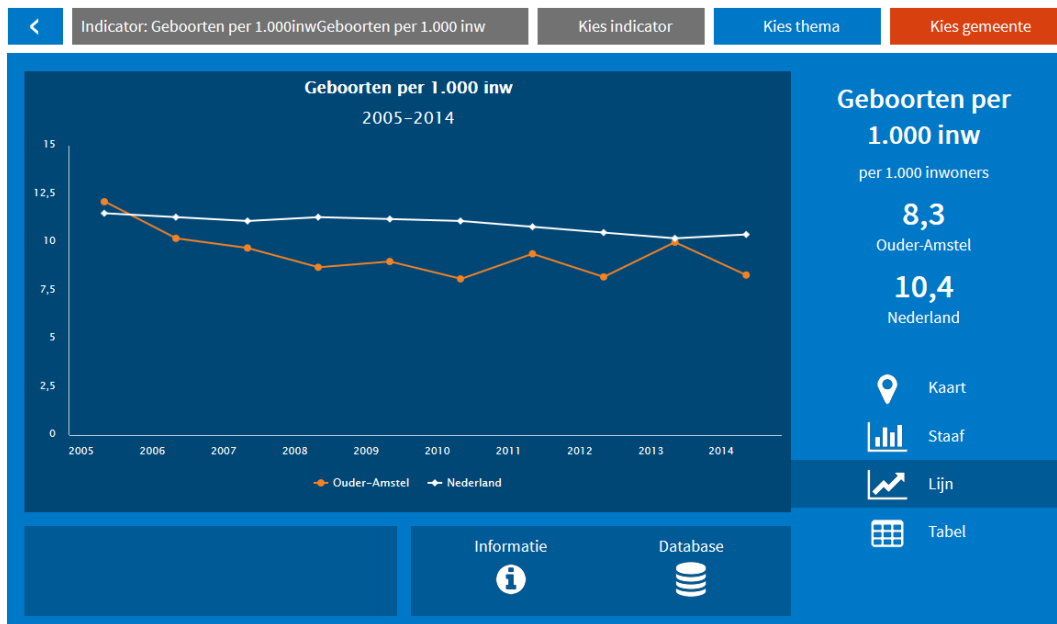 Indicator: Geboorten per 1.000inwGeboorten per 1.000 inw
Kies indicator
Kies thema
Kies gemeente
Geboorten per 1.000 inw
2005-2014
15
12,5
10
7,5
5
2,5
0
2005 2006 2007 2008 2009 2010 2011 2012 2013 2014
Ouder-Amstel Nederland
Geboorten per
1.000 inw
per 1.000 inwoners
8,3
Ouder-Amstel
10,4
Nederland
Kaart
Staaf
Lijn
Tabel
Informatie
Database